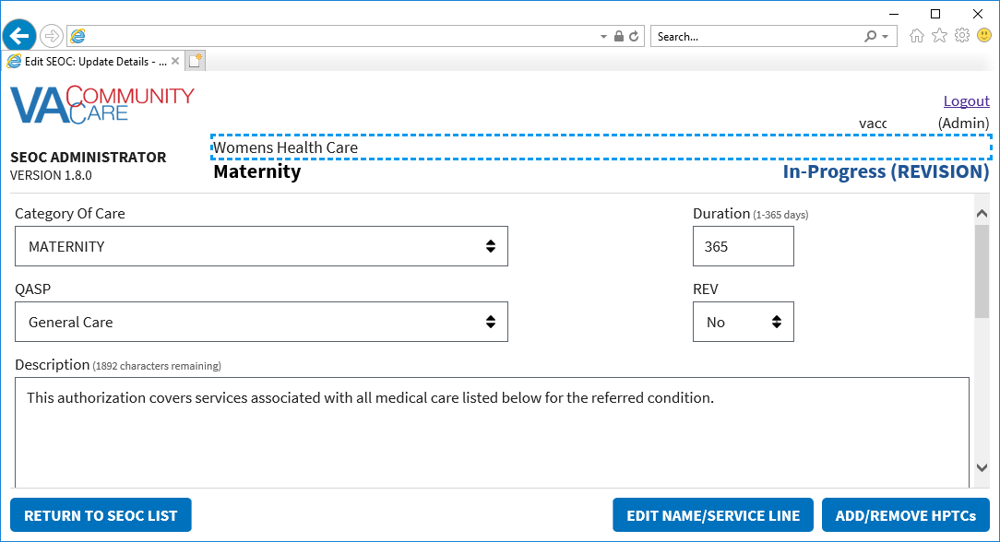 Search...
Edit SEOC: Update Details - ...
VA COMMUNITY CARE
Logout
vacc (Admin)
SEOC ADMINISTRATOR
VERSION 1.8.0
Womens Health Care
Maternity
In-Progress (REVISION)
Category Of Care
Duration (1-365 days)
MATERNITY
365
QASP
REV
General Care
No
Description (1892 characters remaining)
This authorization covers services associated with all medical care listed below for the referred condition.
RETURN TO SEOC LIST
EDIT NAME/SERVICE LINE
ADD/REMOVE HPTCs